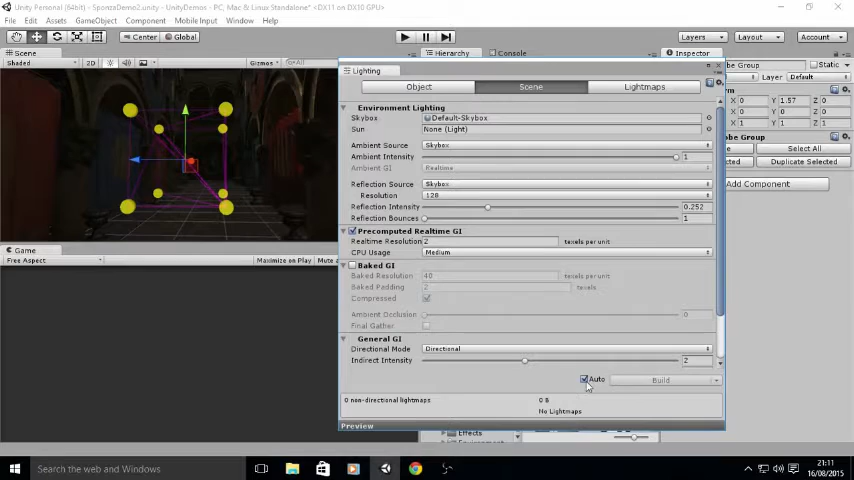 Unity Personal (64bit) - SponzaDemo2.unity - UnityDemos - PC, Mac & Linux Standalone* <DX11 on DX10 GPU>
File Edit Assets GameObject Component Mobile Input Window Help
Center Global Layers Layout Account
Scene Hierarchy Console Inspector
Shaded 2D Gizmos All
Lighting
be Group Static
Object Scene Lightmaps
Layer Default
Environment Lighting
Skybox Default-Skybox
Sun None (Light)
Ambient Source Skybox
Ambient Intensity 1
Ambient GI Realtime
Reflection Source Skybox
Resolution 128
Reflection Intensity 0.252
Reflection Bounces 1
Precomputed Realtime GI
Realtime Resolution 2 texels per unit
CPU Usage Medium
Baked GI
Baked Resolution 40 texels per unit
Baked Padding 2 texels
Compressed
Ambient Occlusion 0
Final Gather
General GI
Directional Mode Directional
Indirect Intensity 2
Auto Build
0 non-directional lightmaps 0 B
No Lightmaps
Preview
rm
X 0 Y 1.57 Z 0
X 0 Y 0 Z 0
X 1 Y 1 Z 1
Select All
Duplicate Selected
Add Component
Game
Free Aspect Maximize on Play Mute
Effects
Search the web and Windows
21:11
16/08/2015